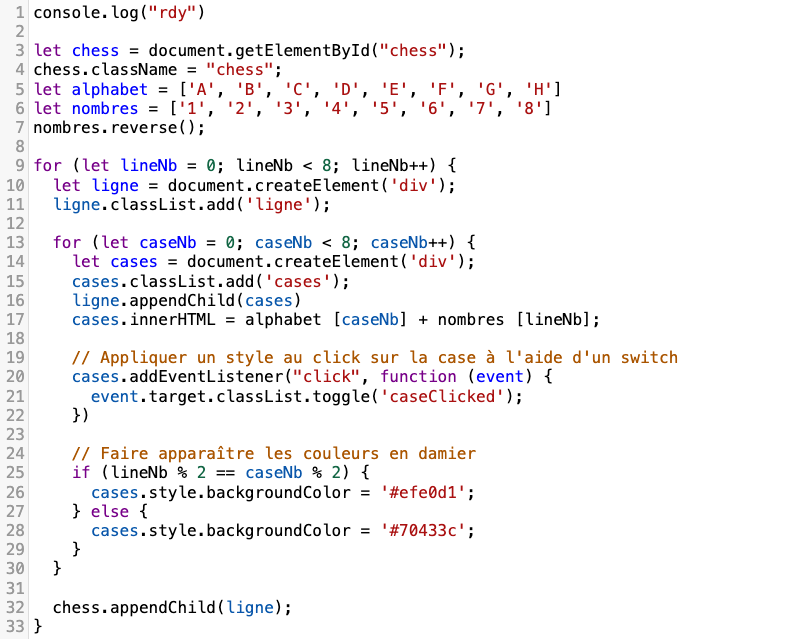 1 console.log("rdy")
2
3 let chess = document.getElementById("chess");
4 chess.className = "chess";
5 let alphabet = ['A', 'B', 'C', 'D', 'E', 'F', 'G', 'H']
6 let nombres = ['1', '2', '3', '4', '5', '6', '7', '8']
7 nombres.reverse();
8
9 for (let lineNb = 0; lineNb < 8; lineNb++) {
10   let ligne = document.createElement('div');
11   ligne.classList.add('ligne');
12
13   for (let caseNb = 0; caseNb < 8; caseNb++) {
14     let cases = document.createElement('div');
15     cases.classList.add('cases');
16     ligne.appendChild(cases)
17     cases.innerHTML = alphabet [caseNb] + nombres [lineNb];
18
19     // Appliquer un style au click sur la case à l'aide d'un switch
20     cases.addEventListener("click", function (event) {
21       event.target.classList.toggle('caseClicked');
22     })
23
24     // Faire apparaître les couleurs en damier
25     if (lineNb % 2 == caseNb % 2) {
26       cases.style.backgroundColor = '#efe0d1';
27     } else {
28       cases.style.backgroundColor = '#70433c';
29     }
30   }
31
32   chess.appendChild(ligne);
33 }